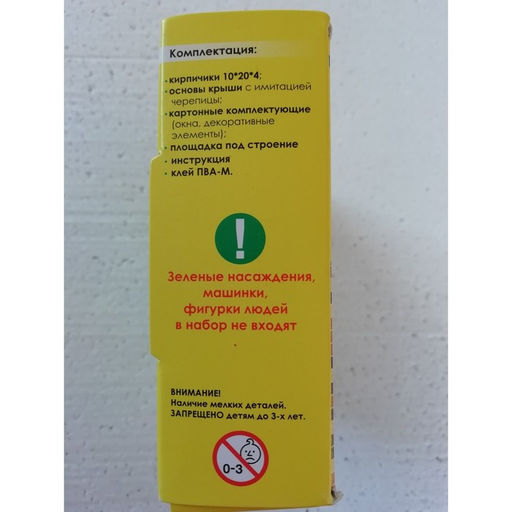 Комплектация:
• кирпичики 10*20*4;
• основы крыши с имитацией
черепицы;
• картонные комплектующие
(окна, декоративные
элементы);
• площадка под строение
• инструкция
• клей ПВА-М.
!
Зеленые насаждения,
машинки,
фигурки людей
в набор не входят
ВНИМАНИЕ!
Наличие мелких деталей.
ЗАПРЕЩЕНО детям до 3-х лет.
0-3